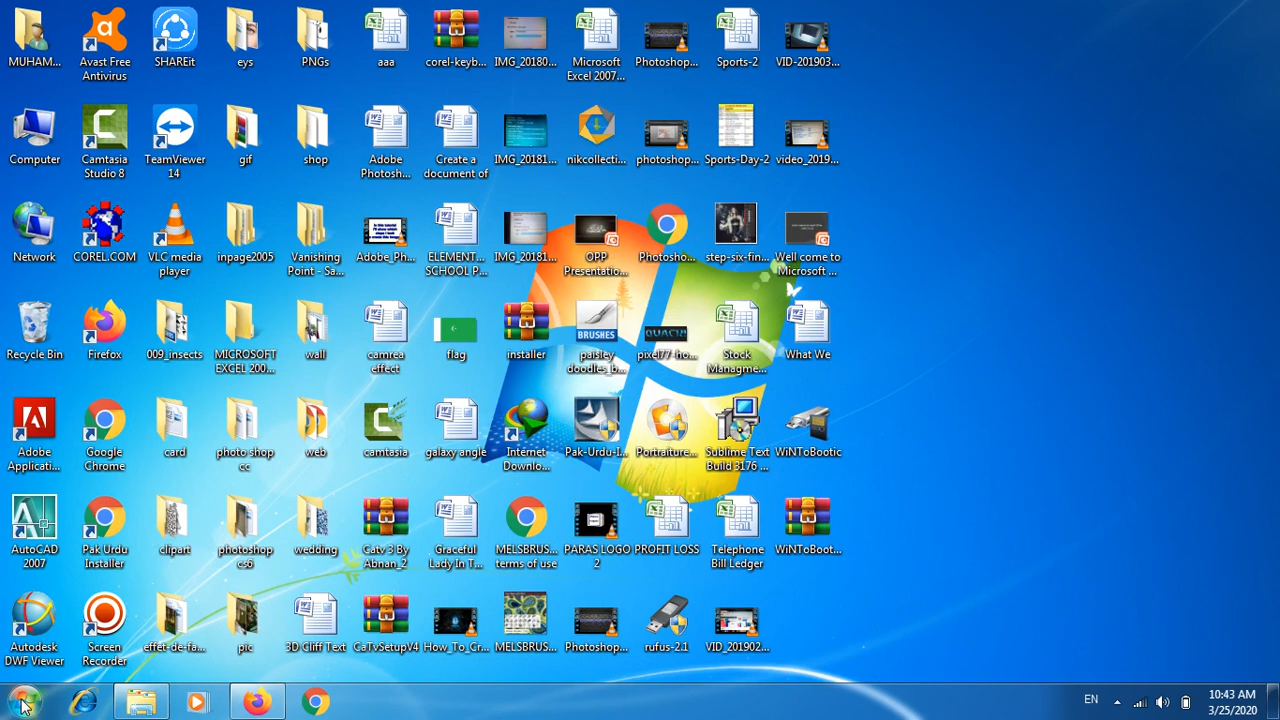 MUHAM...
Avast Free
Antivirus
SHAREit
eys
PNGs
aaa
corel-keyb...
IMG_20180...
Microsoft
Excel 2007...
Photoshop...
Sports-2
VID-201903...
Computer
Camtasia
Studio 8
TeamViewer
14
gif
shop
Adobe
Photosh...
Create a
document of
IMG_20181...
nikcollecti...
photoshop...
Sports-Day-2
video_2019...
Network
COREL.COM
VLC media
player
inpage2005
Vanishing
Point - Sa...
Adobe_Ph...
ELEMENT...
SCHOOL P...
IMG_20181...
OPP
Presentatio...
Photosho...
step-six-fin...
Well come to
Microsoft ...
Recycle Bin
Firefox
009_insects
MICROSOFT
EXCEL 200...
wall
camrea
effect
flag
installer
BRUSHES
paisley
doodles_b...
pixel77-ho...
Stock
Managme...
What We
Adobe
Applicati...
Google
Chrome
card
photo shop
cc
web
camtasia
galaxy angle
Internet
Downlo...
Pak-Urdu-I...
Portraiture...
Sublime Text
Build 3176 ...
WiNToBootic
AutoCAD
2007
Pak Urdu
Installer
clipart
photoshop
cs6
wedding
Catv 3 By
Abnan_2
Graceful
Lady In T...
MELSBRUS...
terms of use
PARAS LOGO
2
PROFIT LOSS
Telephone
Bill Ledger
WiNToBoot...
Autodesk
DWF Viewer
Screen
Recorder
effet-de-fa...
pic
3D Cliff Text
CaTvSetupV4
How_To_Cr...
MELSBRUS...
Photoshop...
rufus-2.1
VID_201902...
EN
10:43 AM
3/25/2020